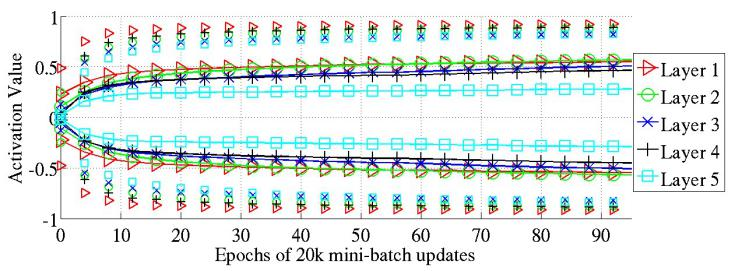 1
0.5
0
-0.5
-1
Activation Value
0 10 20 30 40 50 60 70 80 90
Epochs of 20k mini-batch updates
Layer 1
Layer 2
Layer 3
Layer 4
Layer 5